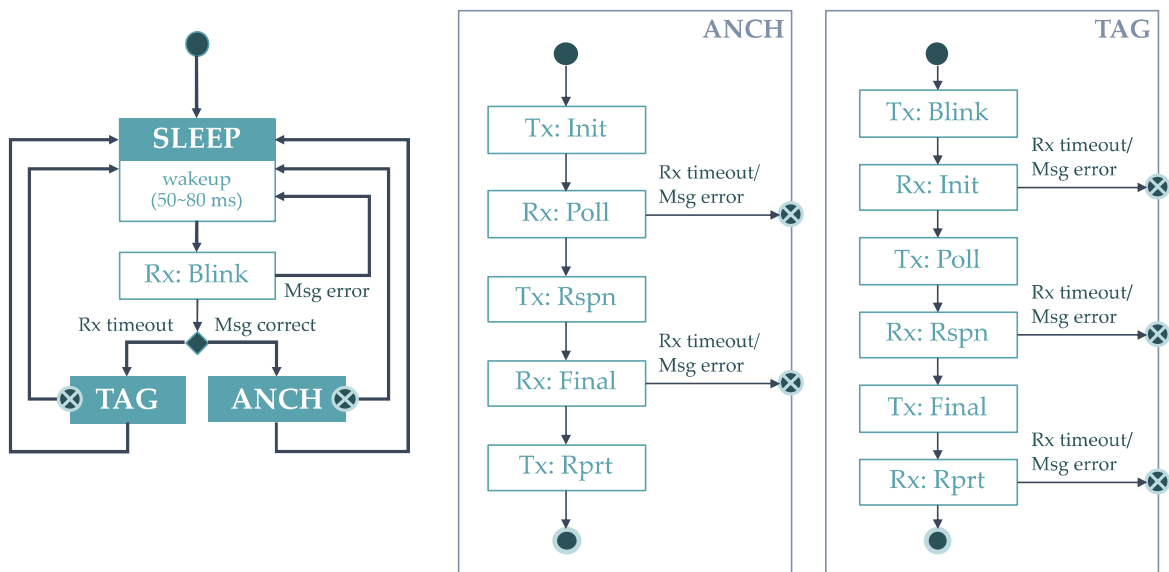 SLEEP
wakeup
(50~80 ms)
Rx: Blink
Msg error
Rx timeout
Msg correct
TAG
ANCH
ANCH
Tx: Init
Rx timeout/
Msg error
Rx: Poll
Tx: Rspn
Rx timeout/
Msg error
Rx: Final
Tx: Rprt
TAG
Tx: Blink
Rx timeout/
Msg error
Rx: Init
Tx: Poll
Rx timeout/
Msg error
Rx: Rspn
Tx: Final
Rx timeout/
Msg error
Rx: Rprt